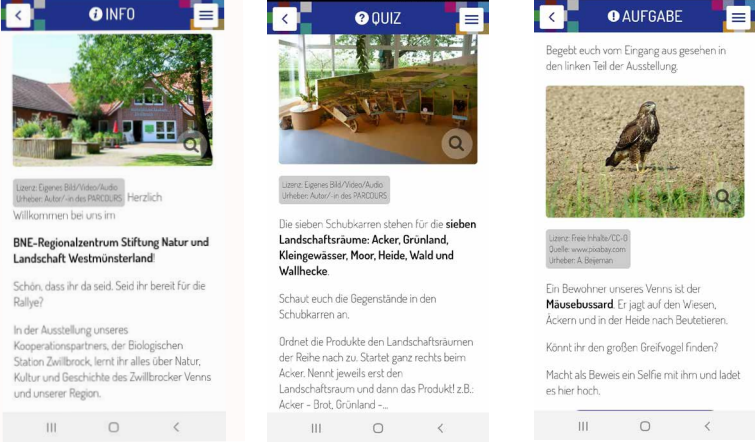 INFO
Lizenz: Eigenes Bild/Video/Audio
Urheber: Autor/-in des PARCOURS Herzlich
Willkommen bei uns im
BNE-Regionalzentrum Stiftung Natur und
Landschaft Westmünsterland!
Schön, dass ihr da seid. Seid ihr bereit für die
Rallye?
In der Ausstellung unseres
Kooperationspartners, der Biologischen
Station Zwillbrock, lernt ihr alles über Natur,
Kultur und Geschichte des Zwillbrocker Venns
und unserer Region.
QUIZ
Lizenz: Eigenes Bild/Video/Audio
Urheber: Autor/-in des PARCOURS
Die sieben Schubkarren stehen für die sieben
Landschaftsräume: Acker, Grünland,
Kleingewässer, Moor, Heide, Wald und
Wallhecke.
Schaut euch die Gegenstände in den
Schubkarren an.
Ordnet die Produkte den Landschaftsräumen
der Reihe nach zu. Startet ganz rechts beim
Acker. Nennt jeweils erst den
Landschaftsraum und dann das Produkt! z.B.:
Acker - Brot, Grünland -...
AUFGABE
Begebt euch vom Eingang aus gesehen in
den linken Teil der Ausstellung.
Lizenz: Freie Inhalte/CC-0
Quelle: www.pixabay.com
Urheber: A. Beijeman
Ein Bewohner unseres Venns ist der
Mäusebussard. Er jagt auf den Wiesen,
Äckern und in der Heide nach Beutetieren.
Könnt ihr den großen Greifvogel finden?
Macht als Beweis ein Selfie mit ihm und ladet
es hier hoch.